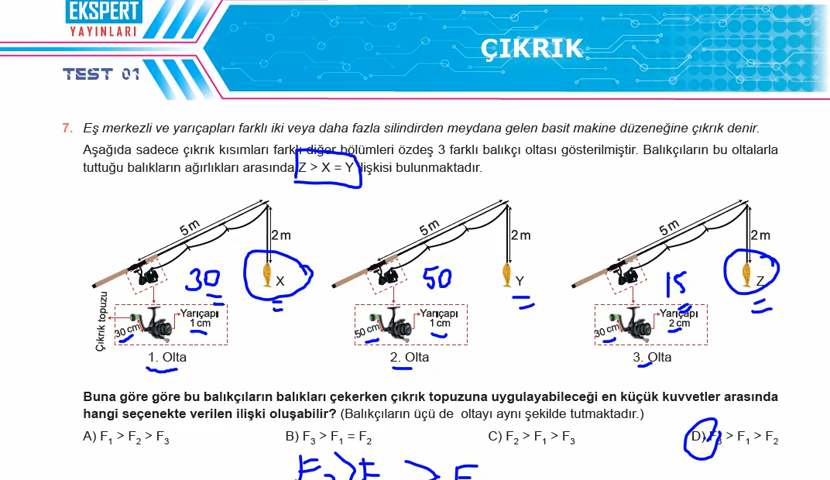 EKSPERT
YAYINLARI
TEST 01
ÇIKRIK
7. Eş merkezli ve yarıçapları farklı iki veya daha fazla silindirden meydana gelen basit makine düzeneğine çıkrık denir.
Aşağıda sadece çıkrık kısımları farklı diğer bölümleri özdeş 3 farklı balıkçı oltası gösterilmiştir. Balıkçıların bu oltalarla
tuttuğu balıkların ağırlıkları arasında Z > X = Y ilişkisi bulunmaktadır.
5 m 2 m 30 X
Çıkrık topuzu 30 cm Yarıçapı 1 cm
1. Olta
5 m 2 m 50 Y
50 cm Yarıçapı 1 cm
2. Olta
5 m 2 m 15 Z
30 cm Yarıçapı 2 cm
3. Olta
Buna göre göre bu balıkçıların balıkları çekerken çıkrık topuzuna uygulayabileceği en küçük kuvvetler arasında
hangi seçenekte verilen ilişki oluşabilir? (Balıkçıların üçü de oltayı aynı şekilde tutmaktadır.)
A) F₁ > F₂ > F₃ B) F₃ > F₁ = F₂ C) F₂ > F₁ > F₃ D) F₃ > F₁ > F₂